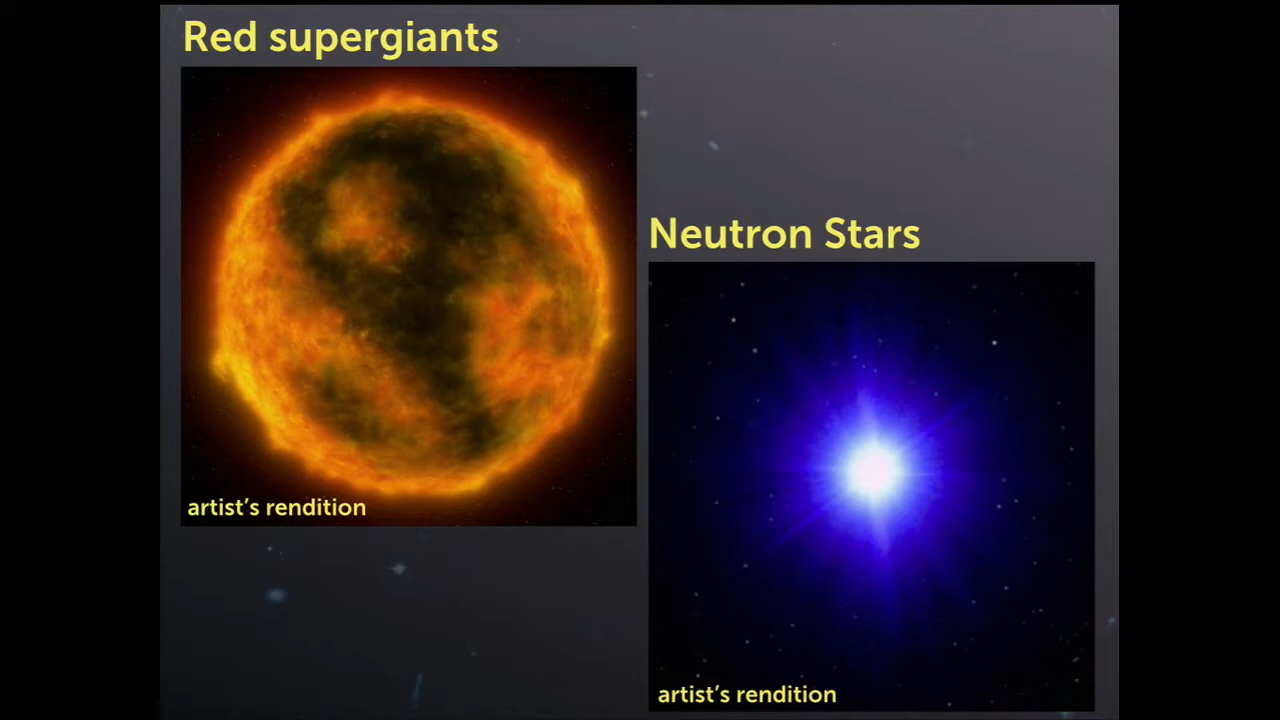 Red supergiants
artist’s rendition
Neutron Stars
artist’s rendition